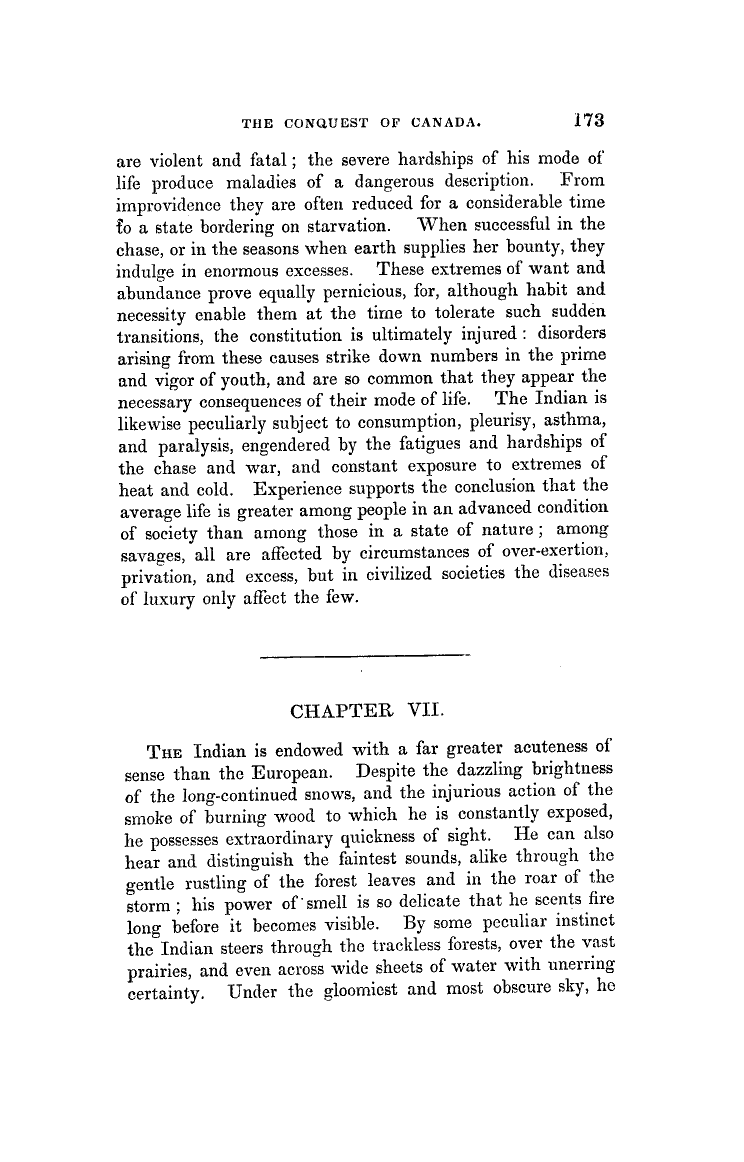 THE CONQUEST OF CANADA. 173
are violent and fatal; the severe hardships of his mode of
life produce maladies of a dangerous description. From
improvidence they are often reduced for a considerable time
to a state bordering on starvation. When successful in the
chase, or in the seasons when earth supplies her bounty, they
indulge in enormous excesses. These extremes of want and
abundance prove equally pernicious, for, although habit and
necessity enable them at the time to tolerate such sudden
transitions, the constitution is ultimately injured: disorders
arising from these causes strike down numbers in the prime
and vigor of youth, and are so common that they appear the
necessary consequences of their mode of life. The Indian is
likewise peculiarly subject to consumption, pleurisy, asthma,
and paralysis, engendered by the fatigues and hardships of
the chase and war, and constant exposure to extremes of
heat and cold. Experience supports the conclusion that the
average life is greater among people in an advanced condition
of society than among those in a state of nature; among
savages, all are affected by circumstances of over-exertion,
privation, and excess, but in civilized societies the diseases
of luxury only affect the few.
CHAPTER VII.
THE Indian is endowed with a far greater acuteness of
sense than the European. Despite the dazzling brightness
of the long-continued snows, and the injurious action of the
smoke of burning wood to which he is constantly exposed,
he possesses extraordinary quickness of sight. He can also
hear and distinguish the faintest sounds, alike through the
gentle rustling of the forest leaves and in the roar of the
storm; his power of smell is so delicate that he scents fire
long before it becomes visible. By some peculiar instinct
the Indian steers through the trackless forests, over the vast
prairies, and even across wide sheets of water with unerring
certainty. Under the gloomiest and most obscure sky, he